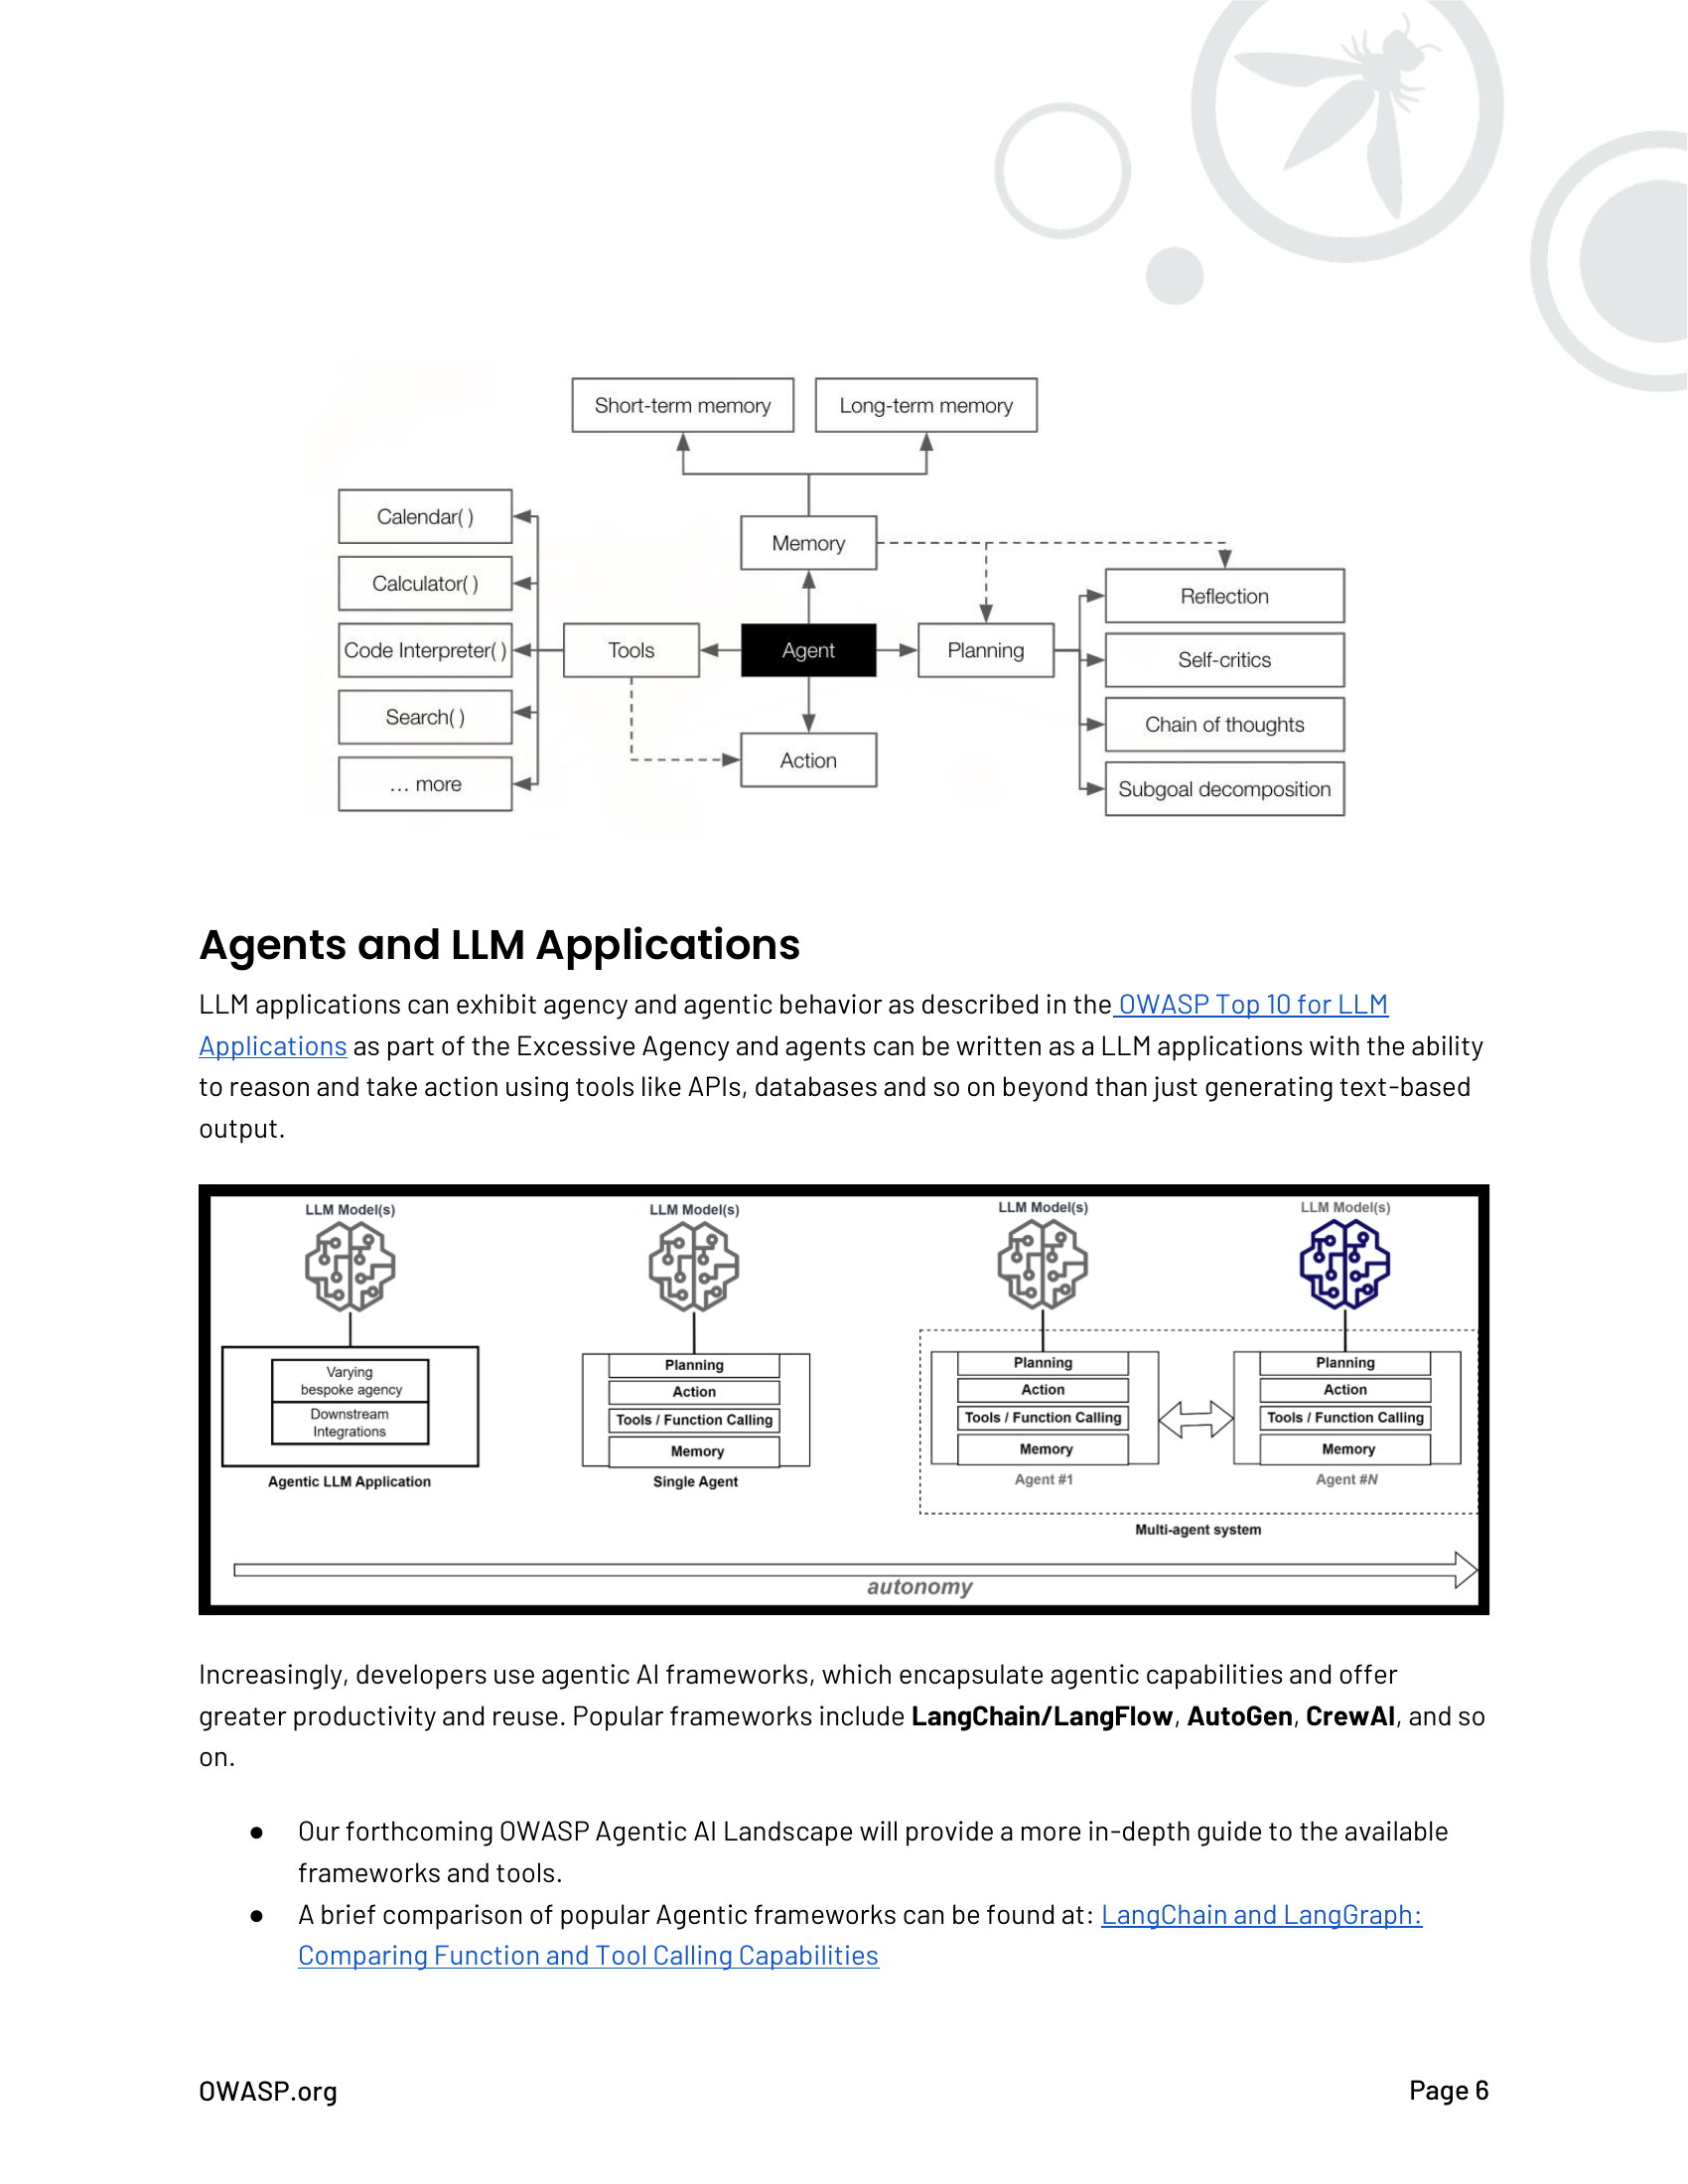 Short-term memory
Long-term memory
Calendar( )
Calculator( )
Code Interpreter( )
Search( )
... more
Tools
Memory
Agent
Action
Planning
Reflection
Self-critics
Chain of thoughts
Subgoal decomposition
Agents and LLM Applications
LLM applications can exhibit agency and agentic behavior as described in the OWASP Top 10 for LLM
Applications as part of the Excessive Agency and agents can be written as a LLM applications with the ability
to reason and take action using tools like APIs, databases and so on beyond than just generating text-based
output.
LLM Model(s)
Varying
bespoke agency
Downstream
Integrations
Agentic LLM Application
LLM Model(s)
Planning
Action
Tools / Function Calling
Memory
Single Agent
LLM Model(s)
Planning
Action
Tools / Function Calling
Memory
Agent #1
LLM Model(s)
Planning
Action
Tools / Function Calling
Memory
Agent #N
Multi-agent system
autonomy
Increasingly, developers use agentic AI frameworks, which encapsulate agentic capabilities and offer
greater productivity and reuse. Popular frameworks include LangChain/LangFlow, AutoGen, CrewAI, and so
on.
● Our forthcoming OWASP Agentic AI Landscape will provide a more in-depth guide to the available
frameworks and tools.
● A brief comparison of popular Agentic frameworks can be found at: LangChain and LangGraph:
Comparing Function and Tool Calling Capabilities
OWASP.org
Page 6